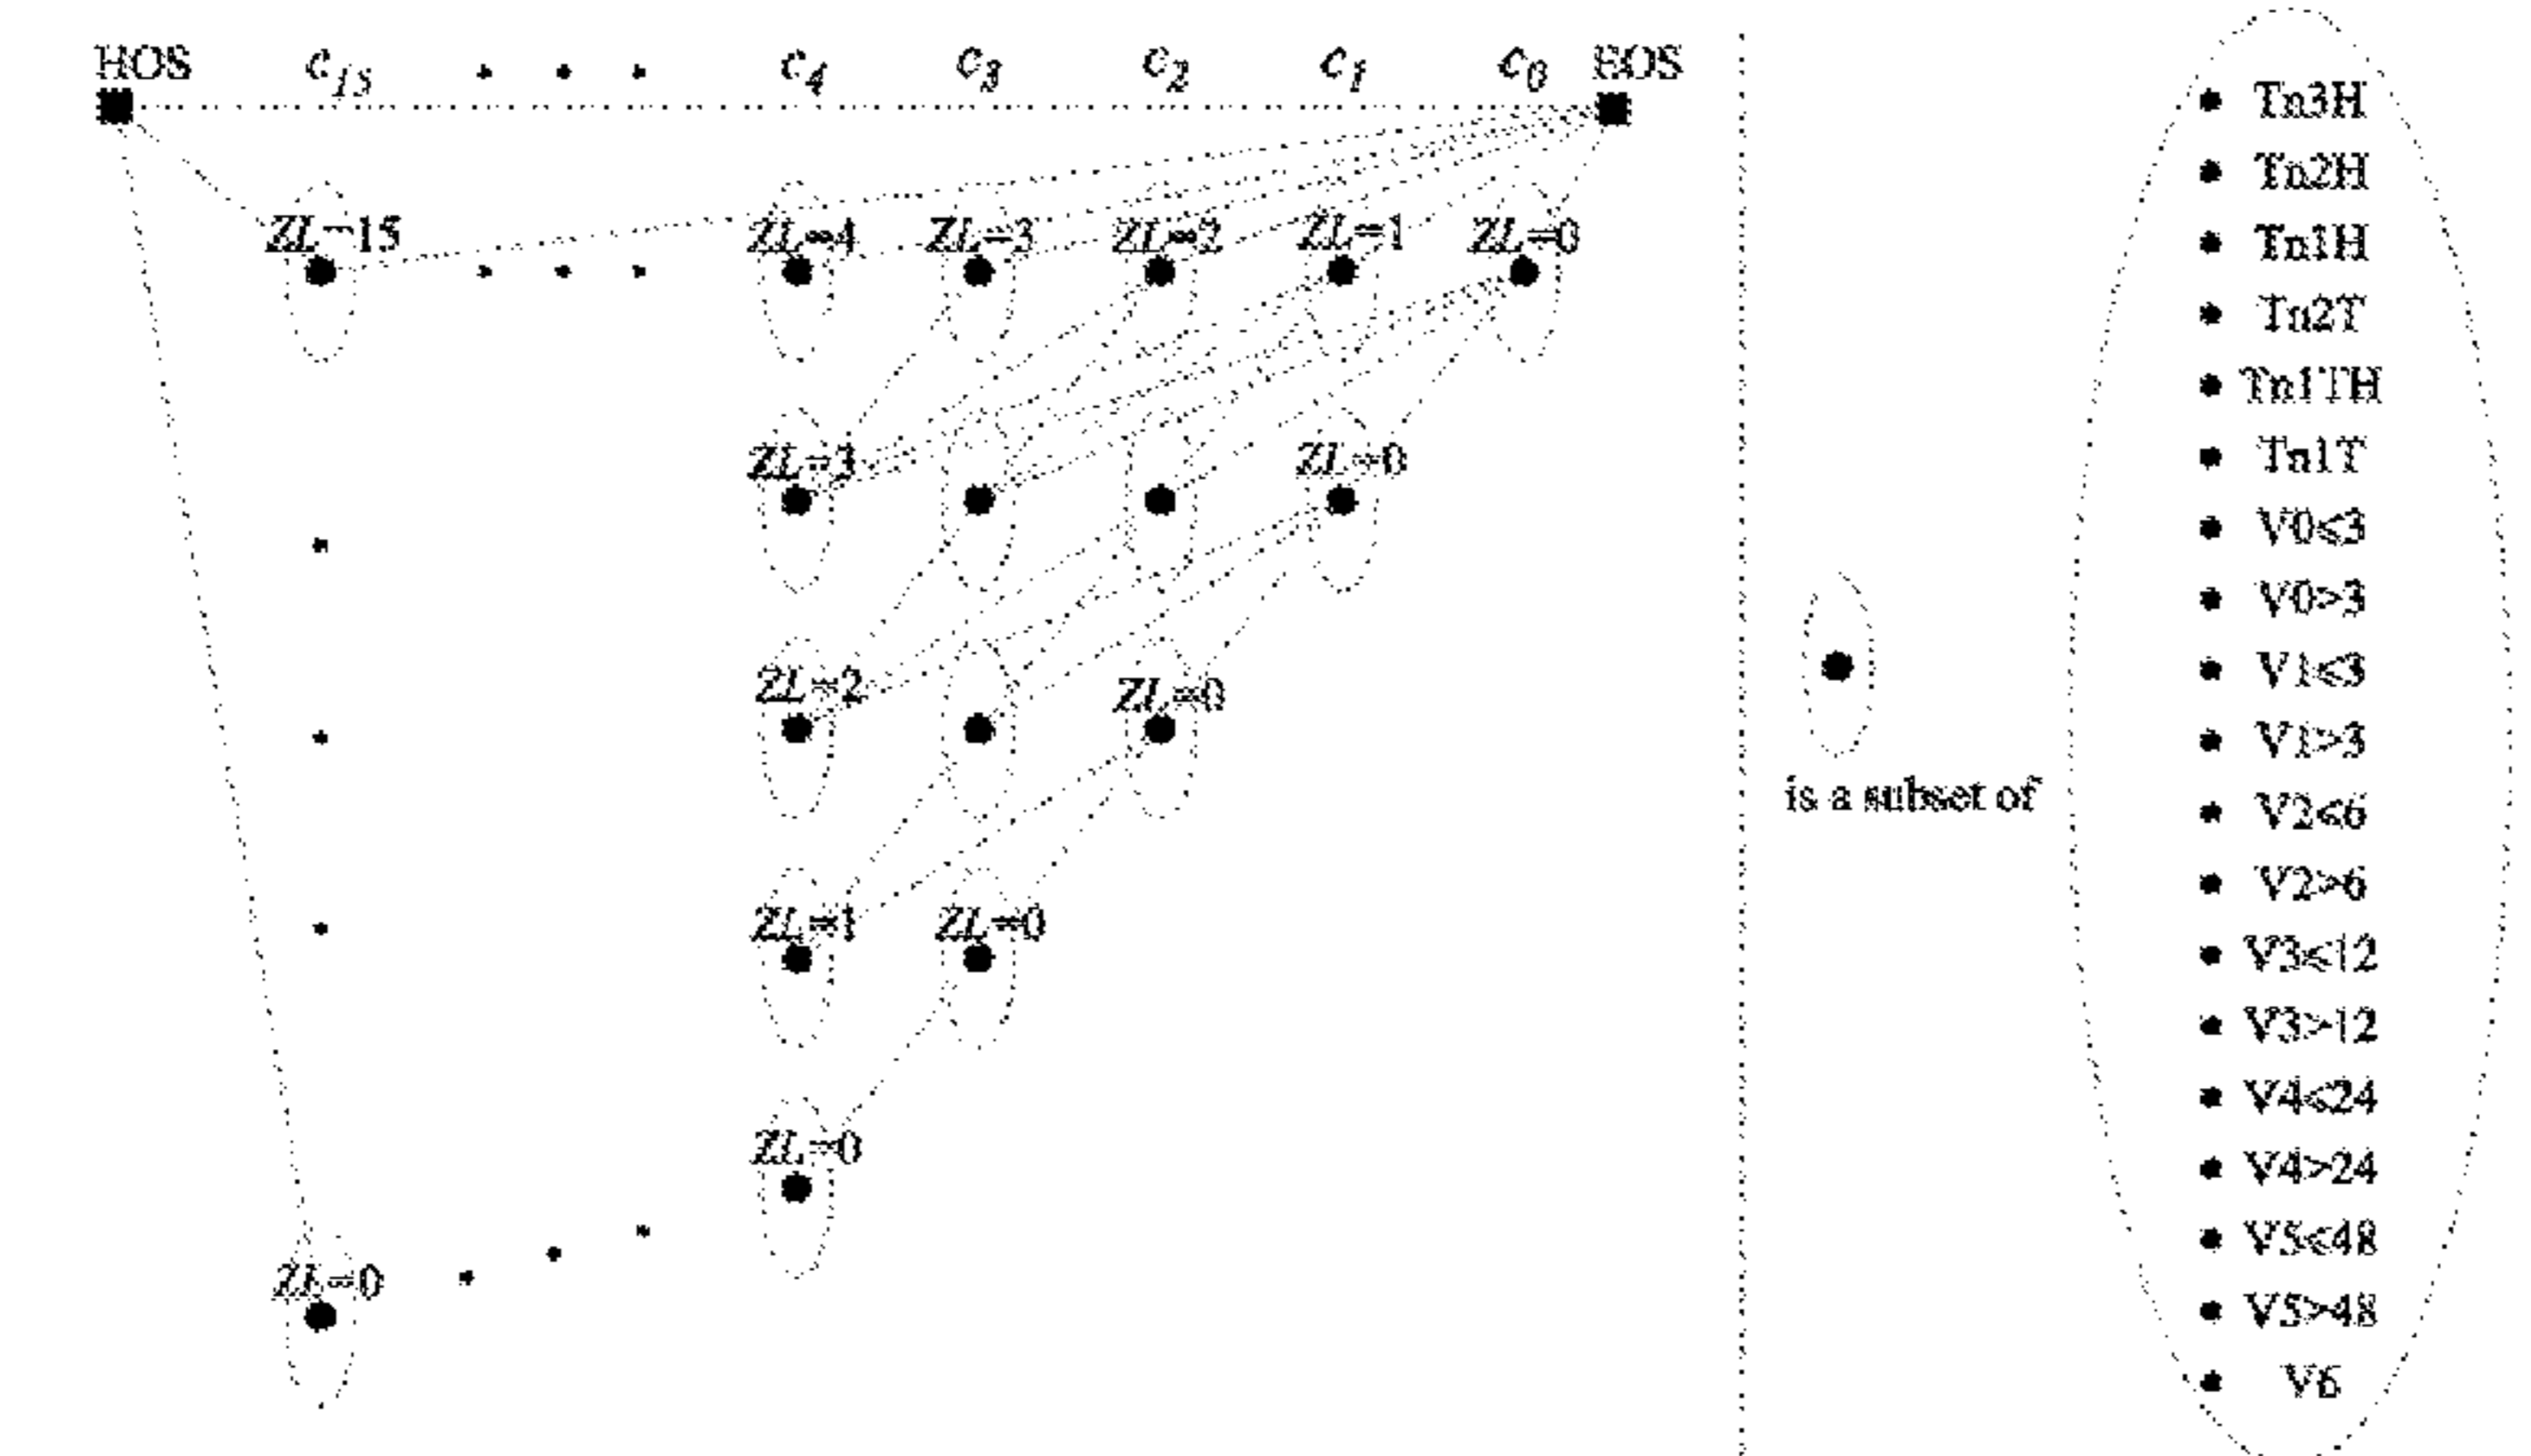 HOS c15 c4 c3 c2 c1 c0 EOS
ZL=15 ZL=4 ZL=3 ZL=2 ZL=1 ZL=0
ZL=3 ZL=0
ZL=2 ZL=0
ZL=1 ZL=0
ZL=0
ZL=0
is a subset of
Tn3H
Tn2H
Tn1H
Tn2T
Tn1TH
Tn1T
V0≤3
V0>3
V1≤3
V1>3
V2≤6
V2>6
V3≤12
V3>12
V4≤24
V4>24
V5≤48
V5>48
V6